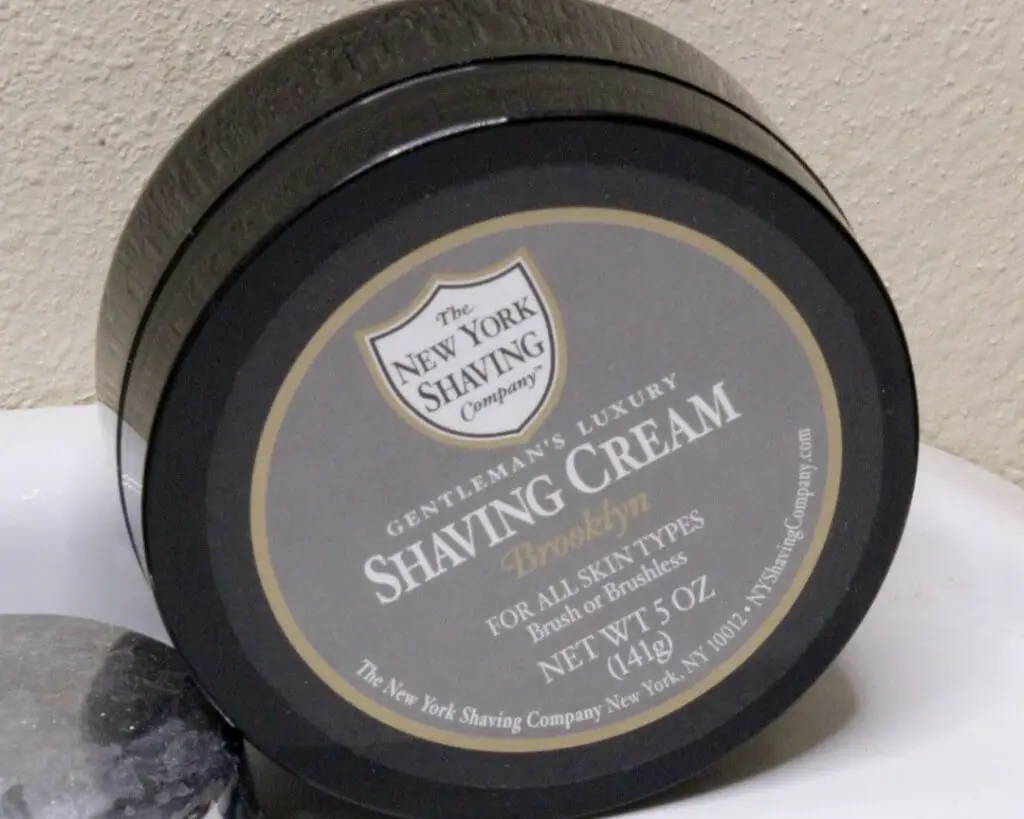 The
NEW YORK
SHAVING
Company™
GENTLEMAN'S LUXURY
SHAVING CREAM
Brooklyn
FOR ALL SKIN TYPES
Brush or Brushless
NET WT 5 OZ
(141g)
The New York Shaving Company New York, NY 10012 • NYShavingCompany.com